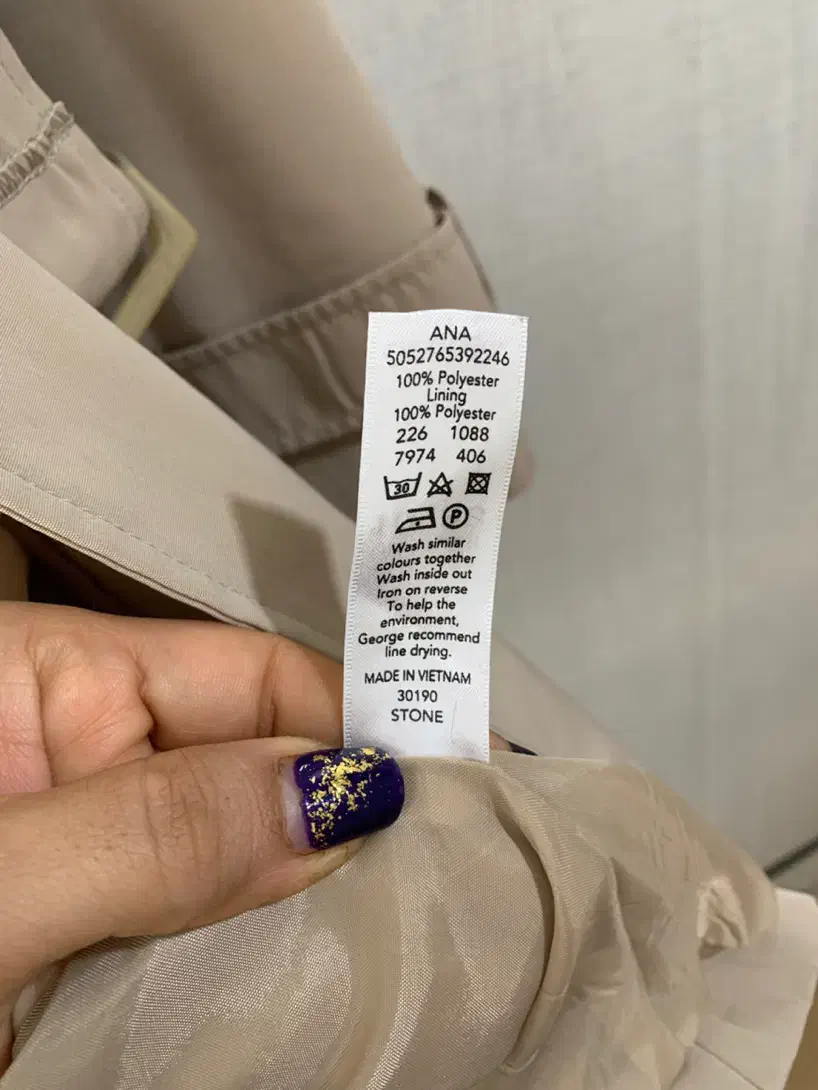 ANA
5052765392246
100% Polyester
Lining
100% Polyester
226 1088
7974 406
30
P
Wash similar
colours together
Wash inside out
Iron on reverse
To help the
environment,
George recommend
line drying.
MADE IN VIETNAM
30190
STONE